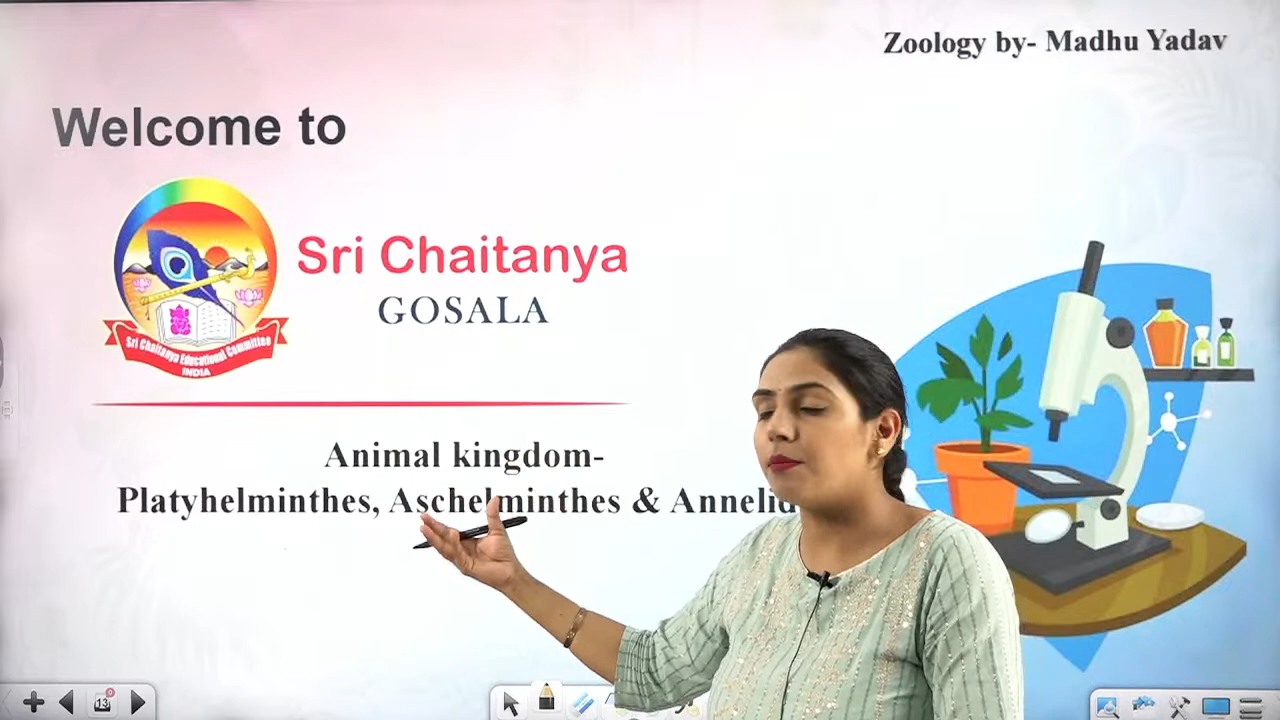 Zoology by- Madhu Yadav
Welcome to
Sri Chaitanya
GOSALA
Sri Chaitanya Educational Committee
INDIA
Animal kingdom-
Platyhelminthes, Aschelminthes & Annelid
13